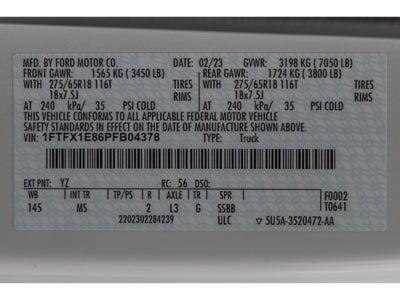 MFD. BY FORD MOTOR CO. 02/23 GVWR: 3198 KG (7050 LB)
FRONT GAWR: 1565 KG (3450 LB) REAR GAWR: 1724 KG (3800 LB)
WITH 275/65R18 116T TIRES WITH 275/65R18 116T TIRES
18x7.5J RIMS 18x7.5J RIMS
AT 240 kPa/ 35 PSI COLD AT 240 kPa/ 35 PSI COLD
THIS VEHICLE CONFORMS TO ALL APPLICABLE FEDERAL MOTOR VEHICLE
SAFETY STANDARDS IN EFFECT ON THE DATE OF MANUFACTURE SHOWN ABOVE.
VIN: 1FTFX1E86PFB04378 TYPE: Truck
EXT PNT: YZ RC: 56 DSO: F0002
WB INT TR TP/PS R AXLE TR SPR T0641
145 MS 2 L3 G SSBB
2202302284239 ULC 5U5A-3520472-AA